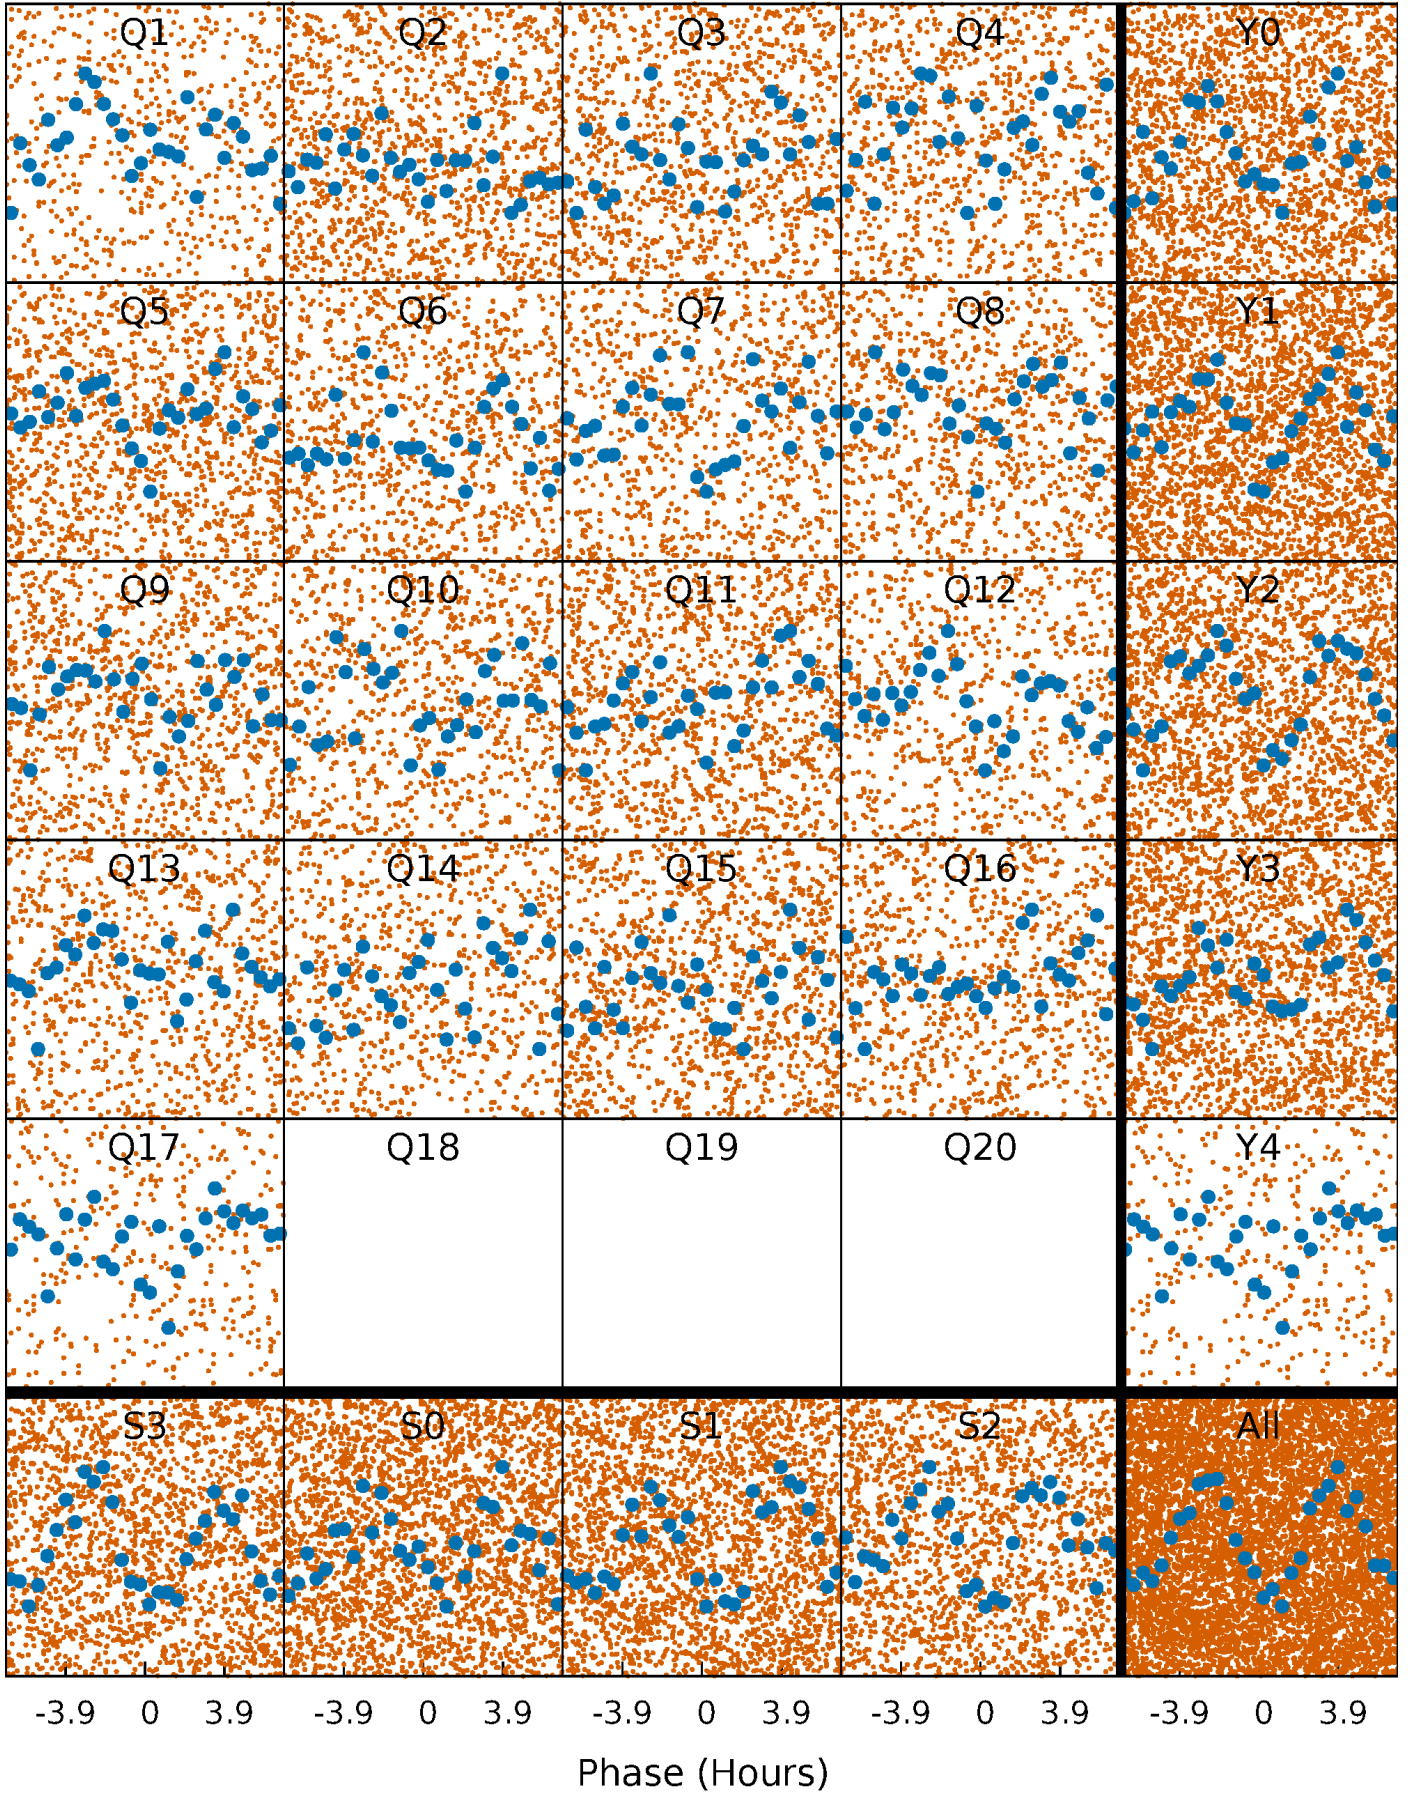 Q1 Q2 Q3 Q4 Y0
Q5 Q6 Q7 Q8 Y1
Q9 Q10 Q11 Q12 Y2
Q13 Q14 Q15 Q16 Y3
Q17 Q18 Q19 Q20 Y4
S3 S0 S1 S2 All
-3.9 0 3.9 -3.9 0 3.9 -3.9 0 3.9 -3.9 0 3.9 -3.9 0 3.9
Phase (Hours)